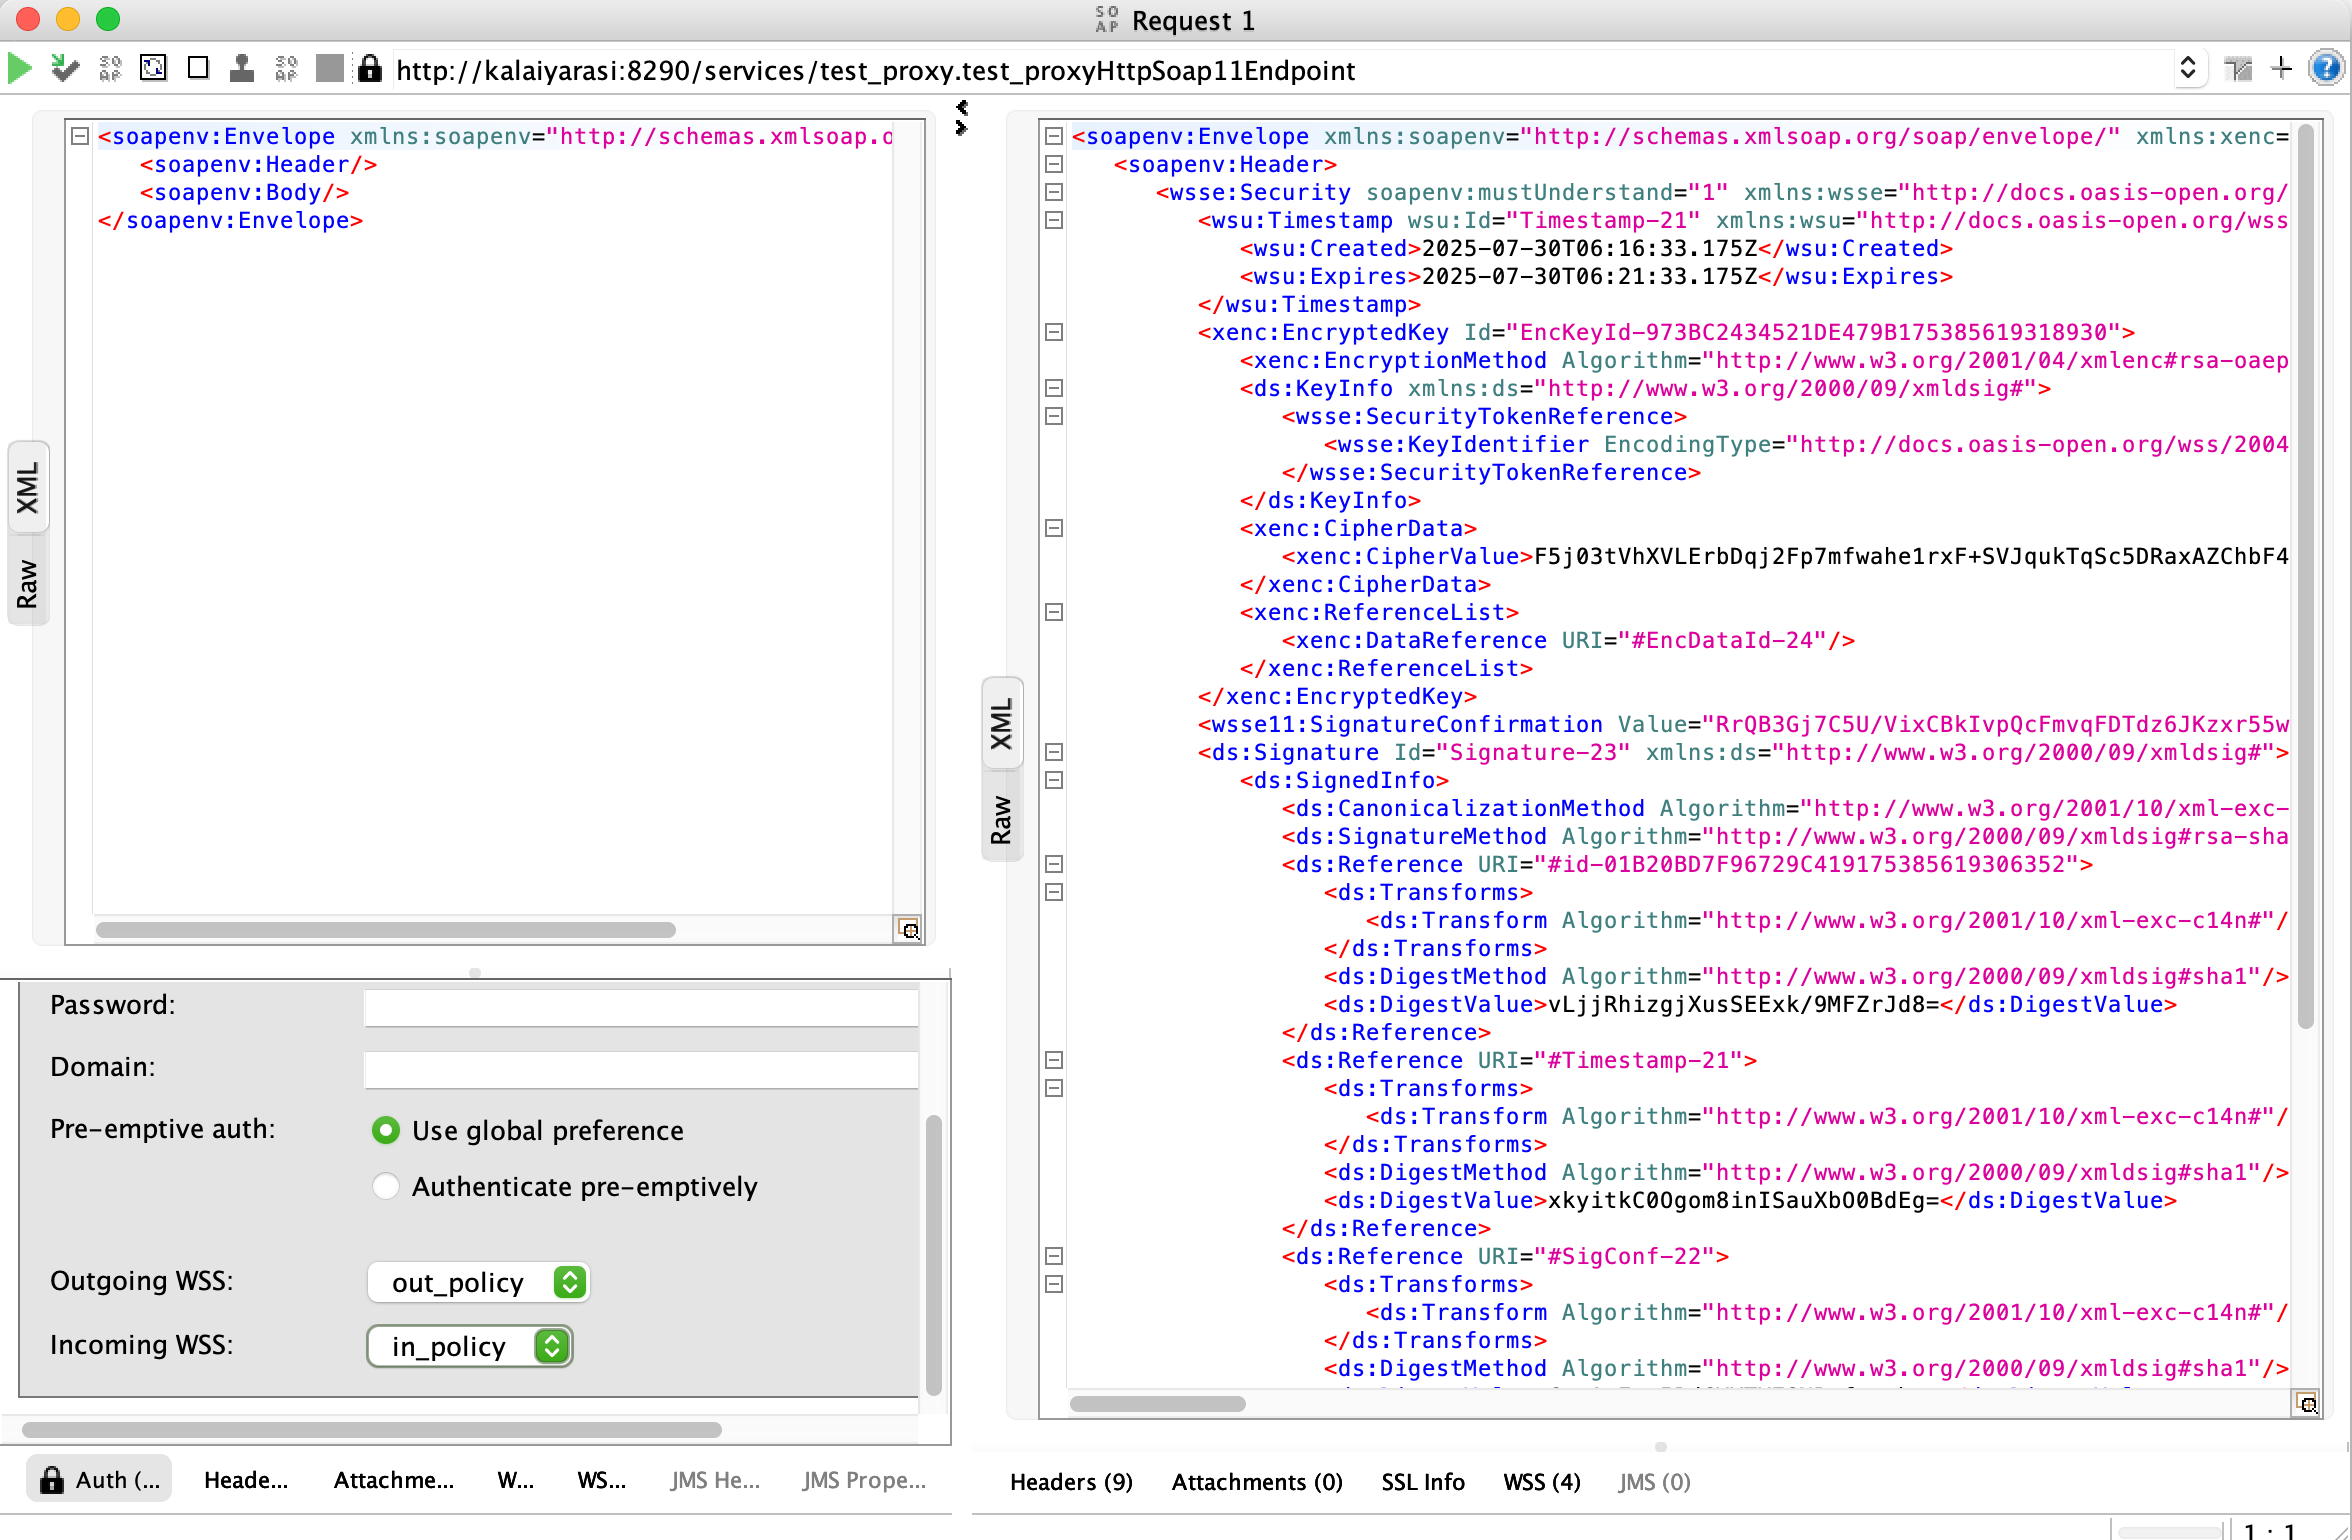 SO AP Request 1
http://kalaiyarasi:8290/services/test_proxy.test_proxyHttpSoap11Endpoint
<soapenv:Envelope xmlns:soapenv="http://schemas.xmlsoap.o
<soapenv:Header/>
<soapenv:Body/>
</soapenv:Envelope>
XML
Raw
Password:
Domain:
Pre-emptive auth:
Use global preference
Authenticate pre-emptively
Outgoing WSS:
out_policy
Incoming WSS:
in_policy
Auth (... Heade... Attachme... W... WS... JMS He... JMS Prope...
<soapenv:Envelope xmlns:soapenv="http://schemas.xmlsoap.org/soap/envelope/" xmlns:xenc=
<soapenv:Header>
<wsse:Security soapenv:mustUnderstand="1" xmlns:wsse="http://docs.oasis-open.org/
<wsu:Timestamp wsu:Id="Timestamp-21" xmlns:wsu="http://docs.oasis-open.org/wss
<wsu:Created>2025-07-30T06:16:33.175Z</wsu:Created>
<wsu:Expires>2025-07-30T06:21:33.175Z</wsu:Expires>
</wsu:Timestamp>
<xenc:EncryptedKey Id="EncKeyId-973BC2434521DE479B175385619318930">
<xenc:EncryptionMethod Algorithm="http://www.w3.org/2001/04/xmlenc#rsa-oaep
<ds:KeyInfo xmlns:ds="http://www.w3.org/2000/09/xmldsig#">
<wsse:SecurityTokenReference>
<wsse:KeyIdentifier EncodingType="http://docs.oasis-open.org/wss/2004
</wsse:SecurityTokenReference>
</ds:KeyInfo>
<xenc:CipherData>
<xenc:CipherValue>F5j03tVhXVLErbDqj2Fp7mfwahe1rxF+SVJqukTqSc5DRaxAZChbF4
</xenc:CipherData>
<xenc:ReferenceList>
<xenc:DataReference URI="#EncDataId-24"/>
</xenc:ReferenceList>
</xenc:EncryptedKey>
<wsse11:SignatureConfirmation Value="RrQB3Gj7C5U/VixCBkIvpQcFmvqFDTdz6JKzxr55w
<ds:Signature Id="Signature-23" xmlns:ds="http://www.w3.org/2000/09/xmldsig#">
<ds:SignedInfo>
<ds:CanonicalizationMethod Algorithm="http://www.w3.org/2001/10/xml-exc-
<ds:SignatureMethod Algorithm="http://www.w3.org/2000/09/xmldsig#rsa-sha
<ds:Reference URI="#id-01B20BD7F96729C419175385619306352">
<ds:Transforms>
<ds:Transform Algorithm="http://www.w3.org/2001/10/xml-exc-c14n#"/
</ds:Transforms>
<ds:DigestMethod Algorithm="http://www.w3.org/2000/09/xmldsig#sha1"/>
<ds:DigestValue>vLjjRhizgjXusSEExk/9MFZrJd8=</ds:DigestValue>
</ds:Reference>
<ds:Reference URI="#Timestamp-21">
<ds:Transforms>
<ds:Transform Algorithm="http://www.w3.org/2001/10/xml-exc-c14n#"/
</ds:Transforms>
<ds:DigestMethod Algorithm="http://www.w3.org/2000/09/xmldsig#sha1"/>
<ds:DigestValue>xkyitkC0Ogom8inISauXbO0BdEg=</ds:DigestValue>
</ds:Reference>
<ds:Reference URI="#SigConf-22">
<ds:Transforms>
<ds:Transform Algorithm="http://www.w3.org/2001/10/xml-exc-c14n#"/
</ds:Transforms>
<ds:DigestMethod Algorithm="http://www.w3.org/2000/09/xmldsig#sha1"/>
XML
Raw
Headers (9) Attachments (0) SSL Info WSS (4) JMS (0)
1 : 1